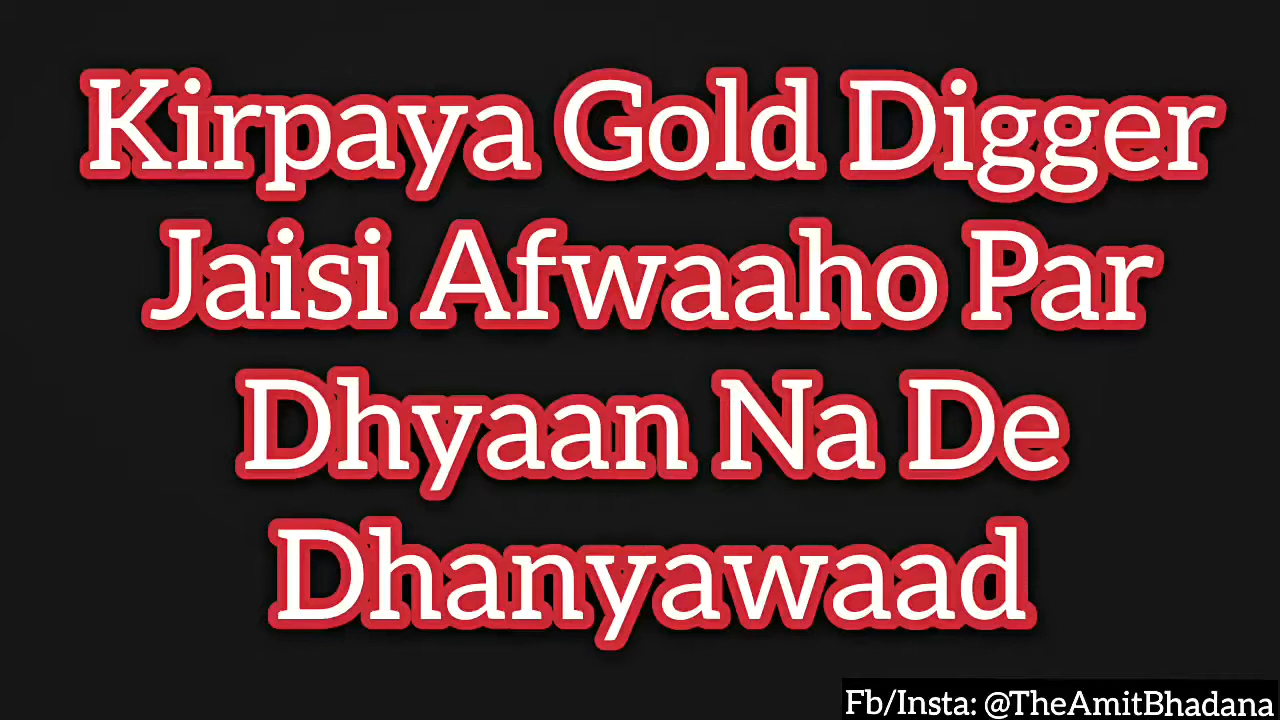 Kirpaya Gold Digger
Jaisi Afwaaho Par
Dhyaan Na De
Dhanyawaad
Fb/Insta: @TheAmitBhadana